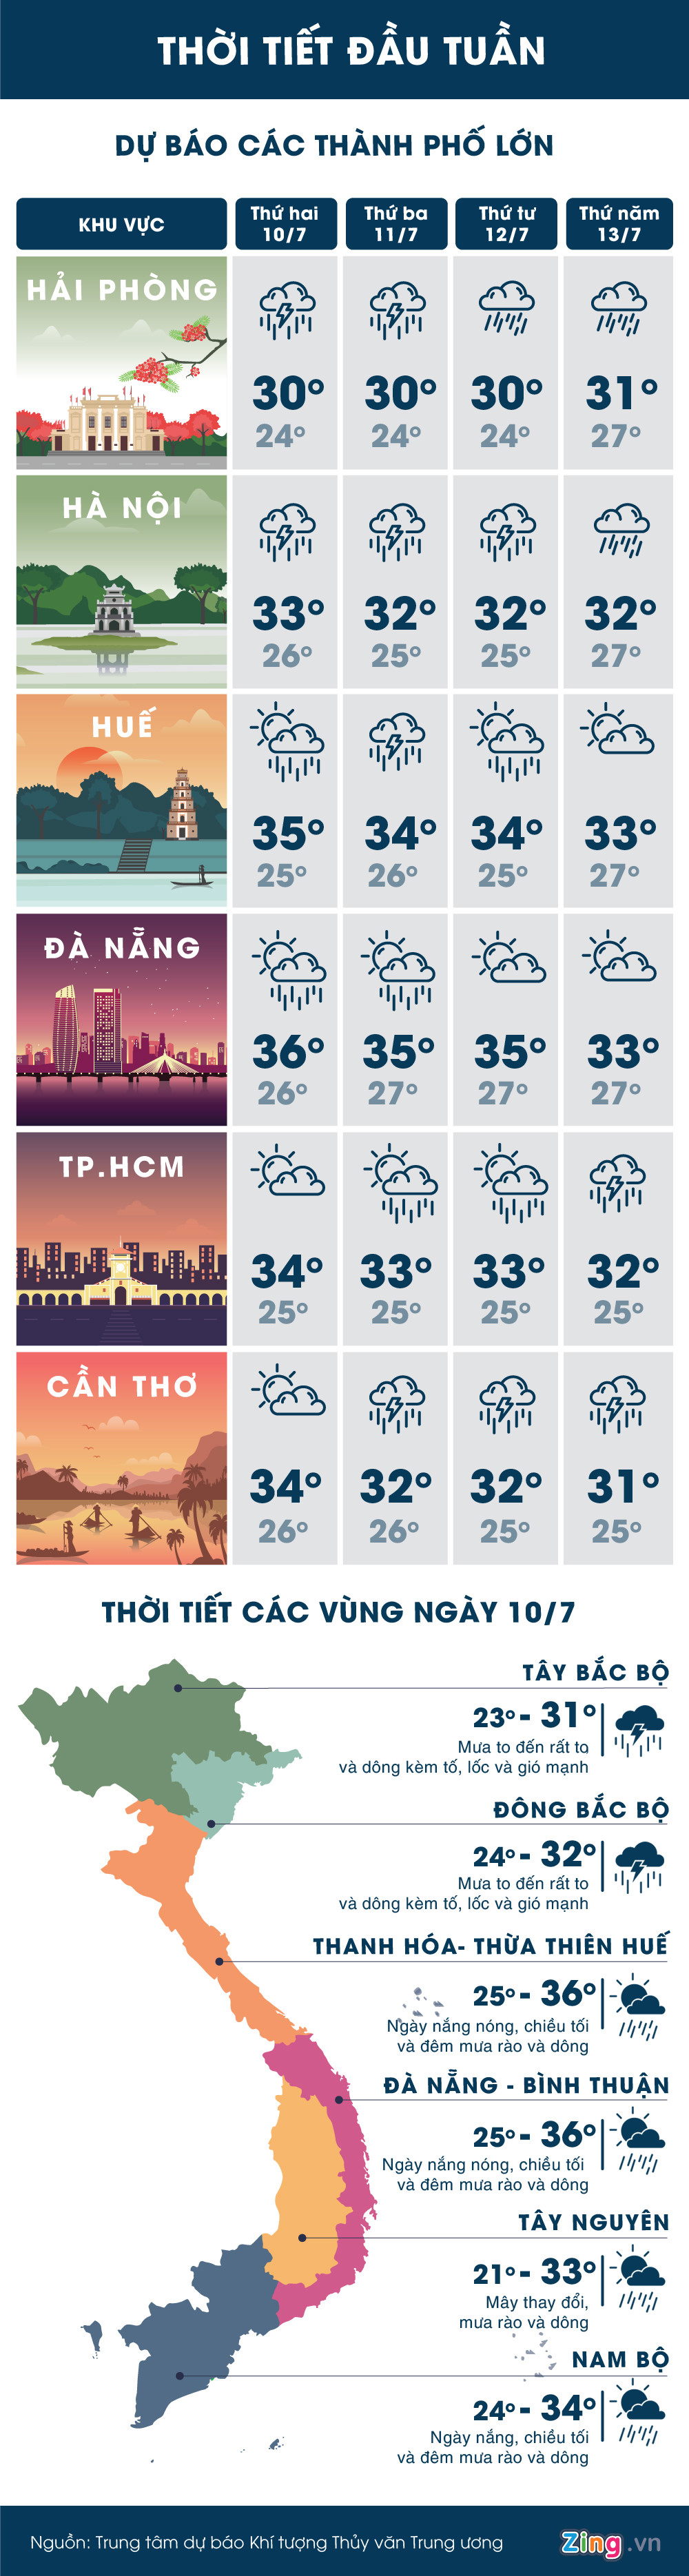 THỜI TIẾT ĐẦU TUẦN
DỰ BÁO CÁC THÀNH PHỐ LỚN
KHU VỰC
Thứ hai
10/7
Thứ ba
11/7
Thứ tư
12/7
Thứ năm
13/7
HẢI PHÒNG
30° 30° 30° 31°
24° 24° 24° 27°
HÀ NỘI
33° 32° 32° 32°
26° 25° 25° 27°
HUẾ
35° 34° 34° 33°
25° 26° 25° 27°
ĐÀ NẴNG
36° 35° 35° 33°
26° 27° 27° 27°
TP.HCM
34° 33° 33° 32°
25° 25° 25° 25°
CẦN THƠ
34° 32° 32° 31°
26° 26° 25° 25°
THỜI TIẾT CÁC VÙNG NGÀY 10/7
TÂY BẮC BỘ
23° - 31°
Mưa to đến rất to
và dông kèm tố, lốc và gió mạnh
ĐÔNG BẮC BỘ
24° - 32°
Mưa to đến rất to
và dông kèm tố, lốc và gió mạnh
THANH HÓA- THỪA THIÊN HUẾ
25° - 36°
Ngày nắng nóng, chiều tối
và đêm mưa rào và dông
ĐÀ NẴNG - BÌNH THUẬN
25° - 36°
Ngày nắng nóng, chiều tối
và đêm mưa rào và dông
TÂY NGUYÊN
21° - 33°
Mây thay đổi,
mưa rào và dông
NAM BỘ
24° - 34°
Ngày nắng, chiều tối
và đêm mưa rào và dông
Nguồn: Trung tâm dự báo Khí tượng Thủy văn Trung ương
Zing.vn